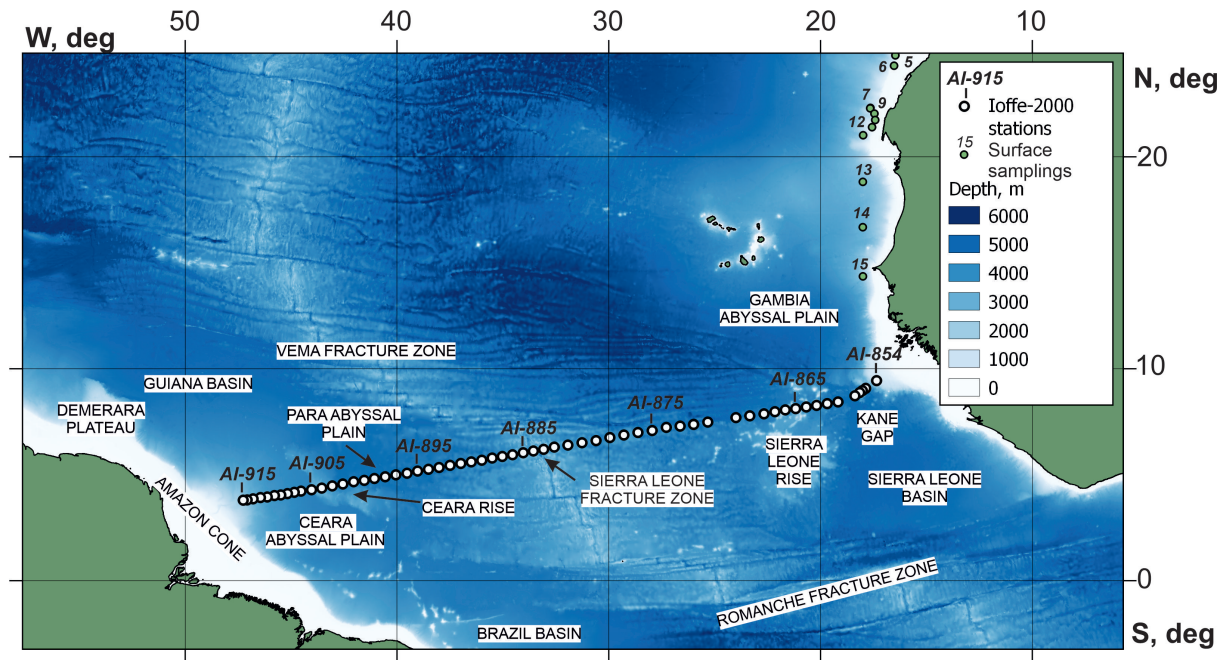 50
40
30
20
10
W, deg
N, deg
6
5
7
9
12
13
14
15
AI-915
Ioffe-2000
stations
15
Surface
samplings
Depth, m
6000
5000
4000
3000
2000
1000
0
20
10
0
S, deg
GAMBIA
ABYSSAL PLAIN
VEMA FRACTURE ZONE
GUIANA BASIN
DEMERARA
PLATEAU
PARA ABYSSAL
PLAIN
AI-854
AI-865
AI-875
AI-885
AI-895
AI-905
AI-915
KANE
GAP
SIERRA
LEONE
RISE
SIERRA LEONE
BASIN
SIERRA LEONE
FRACTURE ZONE
CEARA RISE
CEARA
ABYSSAL PLAIN
AMAZON CONE
ROMANCHE FRACTURE ZONE
BRAZIL BASIN